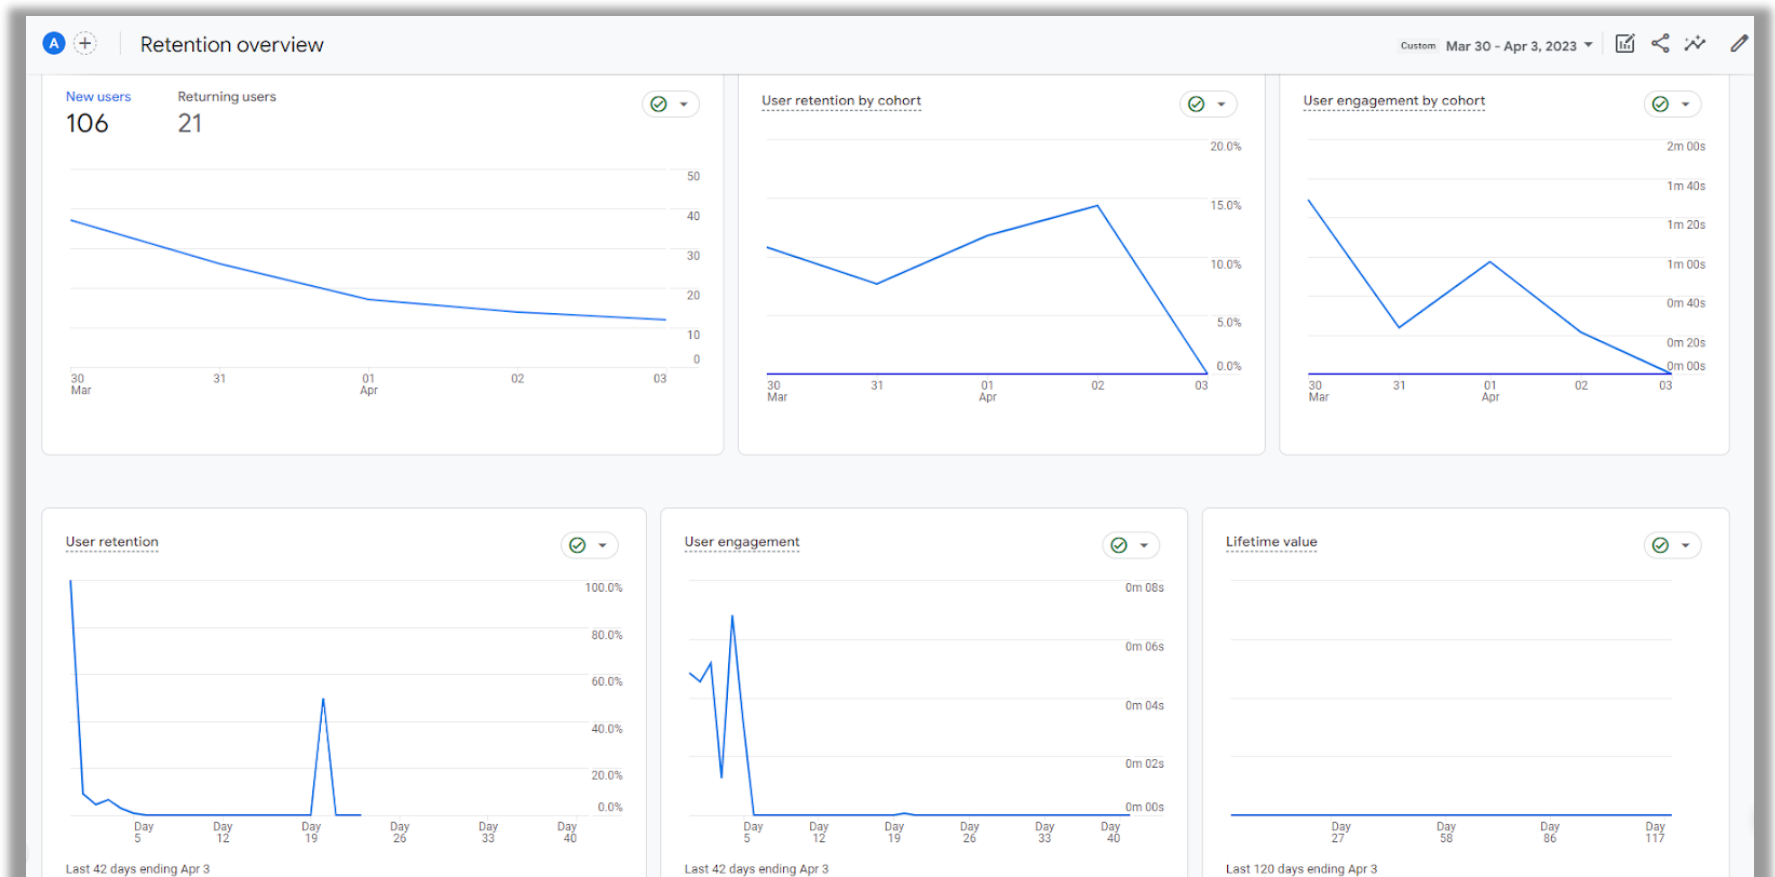 A
Retention overview
Custom Mar 30 - Apr 3, 2023
New users Returning users
106 21
50
40
30
20
10
0
30 31 01 02 03
Mar Apr
User retention by cohort
20.0%
15.0%
10.0%
5.0%
0.0%
30 31 01 02 03
Mar Apr
User engagement by cohort
2m 00s
1m 40s
1m 20s
1m 00s
0m 40s
0m 20s
0m 00s
30 31 01 02 03
Mar Apr
User retention
100.0%
80.0%
60.0%
40.0%
20.0%
0.0%
Day Day Day Day Day Day
5 12 19 26 33 40
Last 42 days ending Apr 3
User engagement
0m 08s
0m 06s
0m 04s
0m 02s
0m 00s
Day Day Day Day Day Day
5 12 19 26 33 40
Last 42 days ending Apr 3
Lifetime value
Day Day Day Day
27 58 86 117
Last 120 days ending Apr 3